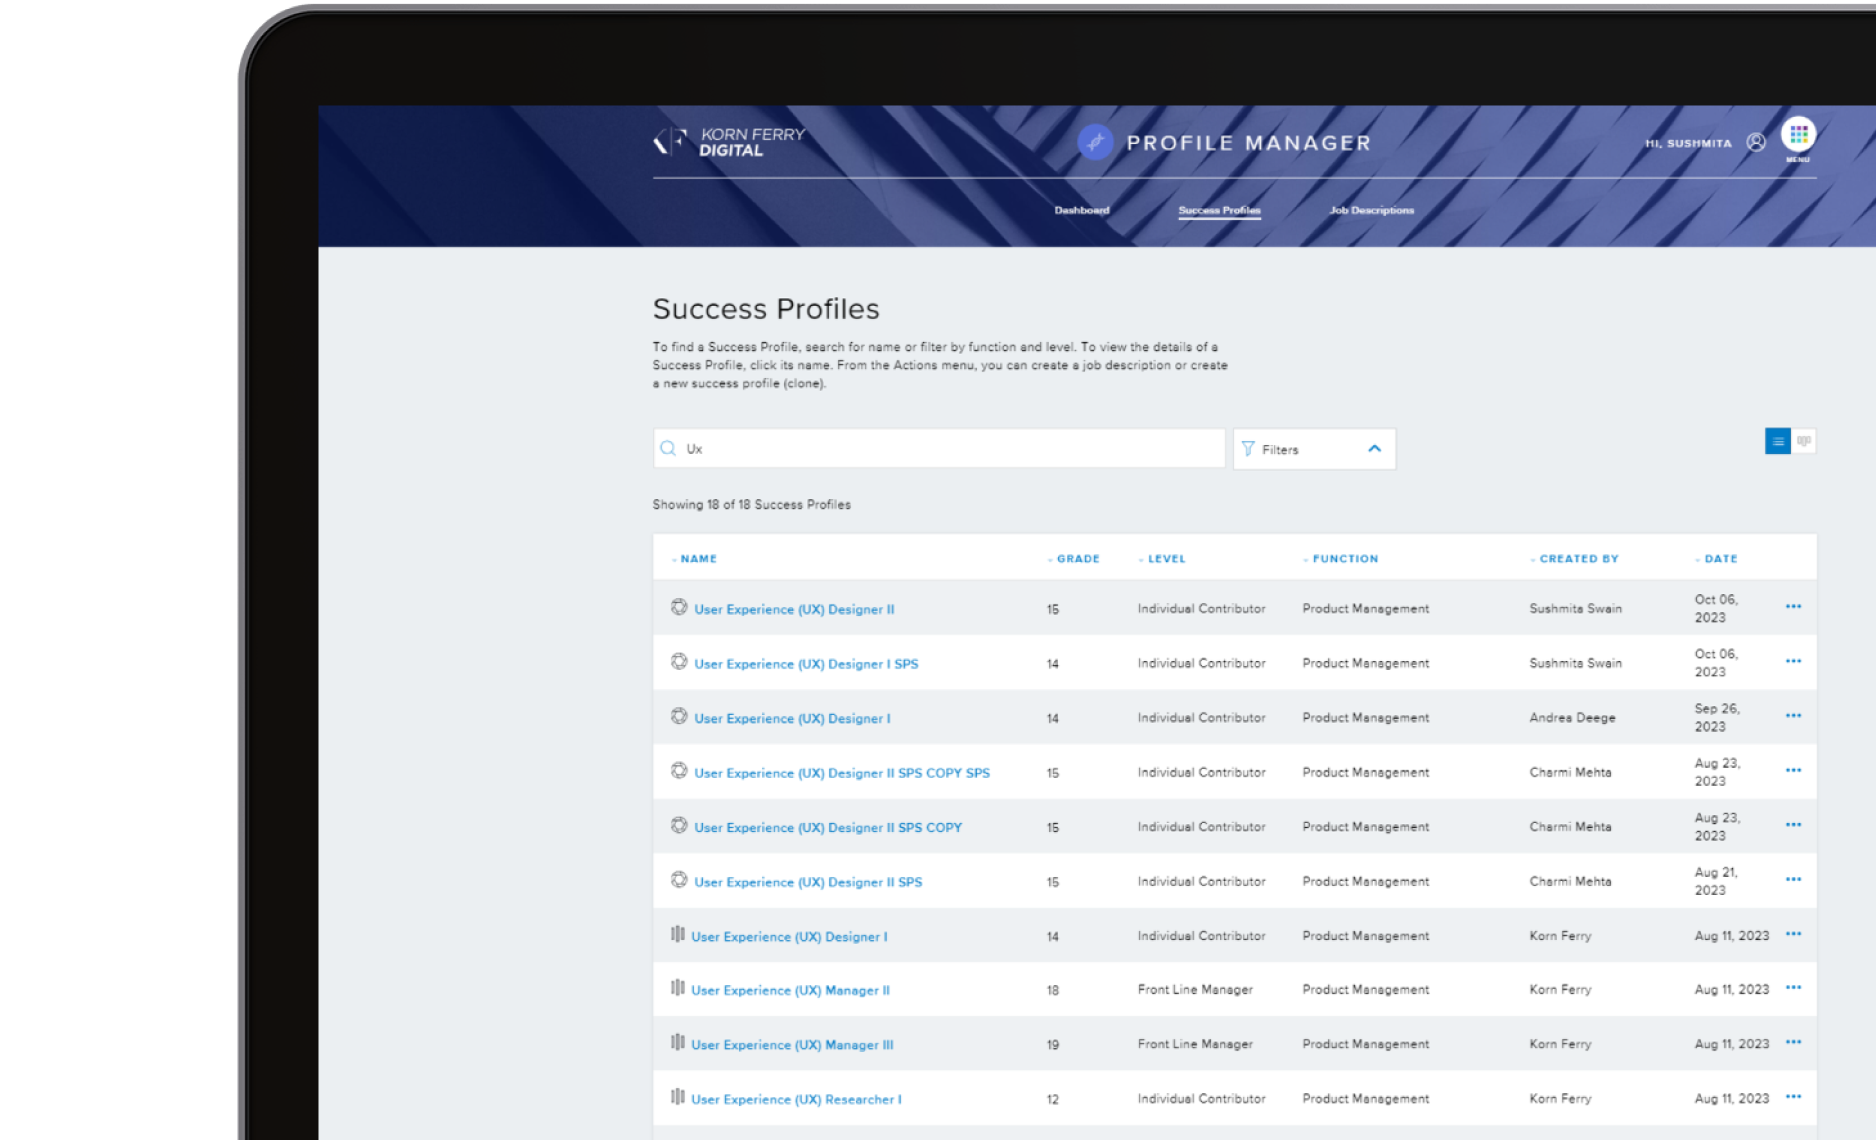 KORN FERRY
DIGITAL
PROFILE MANAGER
HI, SUSHMITA
MENU
Dashboard Success Profiles Job Descriptions
Success Profiles
To find a Success Profile, search for name or filter by function and level. To view the details of a
Success Profile, click its name. From the Actions menu, you can create a job description or create
a new success profile (clone).
Ux
Filters
Showing 18 of 18 Success Profiles
NAME GRADE LEVEL FUNCTION CREATED BY DATE
User Experience (UX) Designer II 15 Individual Contributor Product Management Sushmita Swain Oct 06,
2023
User Experience (UX) Designer I SPS 14 Individual Contributor Product Management Sushmita Swain Oct 06,
2023
User Experience (UX) Designer I 14 Individual Contributor Product Management Andrea Deege Sep 26,
2023
User Experience (UX) Designer II SPS COPY SPS 15 Individual Contributor Product Management Charmi Mehta Aug 23,
2023
User Experience (UX) Designer II SPS COPY 15 Individual Contributor Product Management Charmi Mehta Aug 23,
2023
User Experience (UX) Designer II SPS 15 Individual Contributor Product Management Charmi Mehta Aug 21,
2023
User Experience (UX) Designer I 14 Individual Contributor Product Management Korn Ferry Aug 11, 2023
User Experience (UX) Manager II 18 Front Line Manager Product Management Korn Ferry Aug 11, 2023
User Experience (UX) Manager III 19 Front Line Manager Product Management Korn Ferry Aug 11, 2023
User Experience (UX) Researcher I 12 Individual Contributor Product Management Korn Ferry Aug 11, 2023